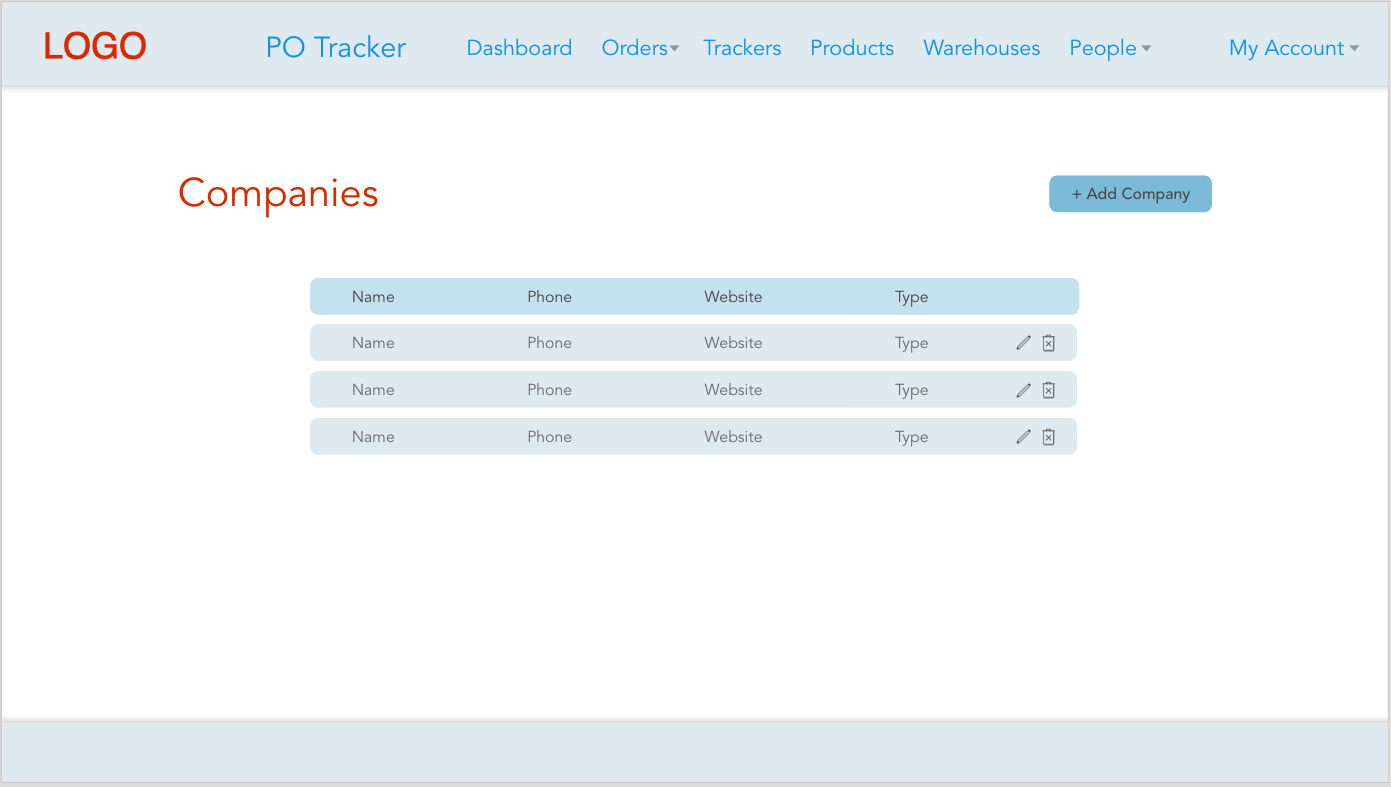 LOGO PO Tracker Dashboard Orders Trackers Products Warehouses People My Account
Companies + Add Company
Name Phone Website Type
Name Phone Website Type
Name Phone Website Type
Name Phone Website Type